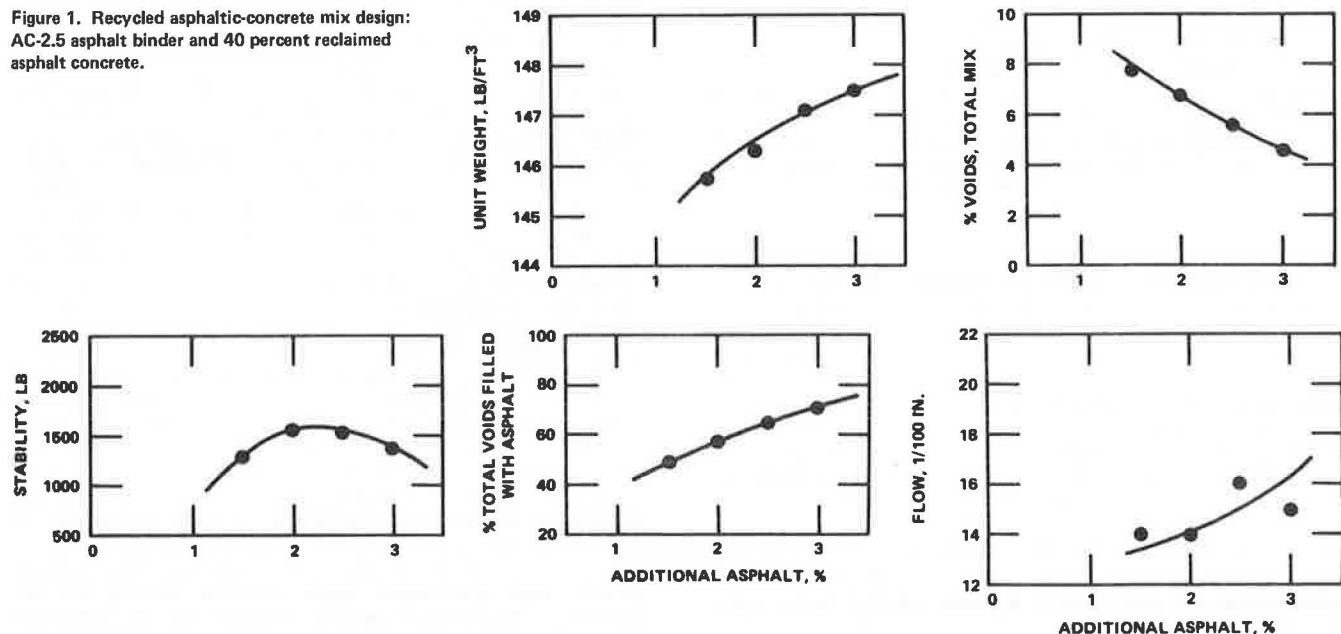 Figure 1. Recycled asphaltic-concrete mix design:
AC-2.5 asphalt binder and 40 percent reclaimed
asphalt concrete.
UNIT WEIGHT, LB/FT³
149
148
147
146
145
144
0 1 2 3
% VOIDS, TOTAL MIX
8
6
4
2
0
1 2 3
STABILITY, LB
2500
2000
1500
1000
500
0 1 2 3
% TOTAL VOIDS FILLED
WITH ASPHALT
100
80
60
40
20
1 2 3
ADDITIONAL ASPHALT, %
FLOW, 1/100 IN.
22
20
18
16
14
12
0 1 2 3
ADDITIONAL ASPHALT, %